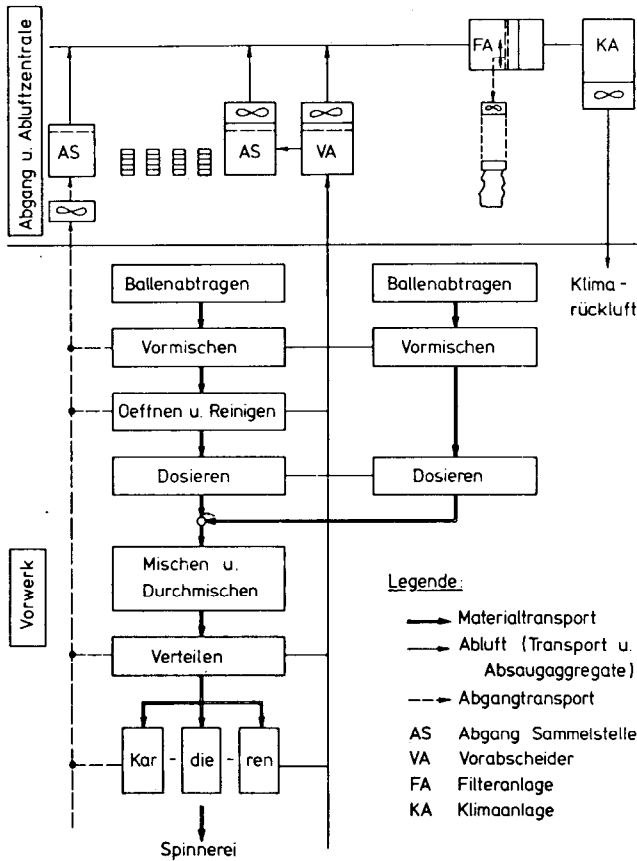 Abgang u. Abluftzentrale
AS
AS
VA
FA
KA
Klima-
rückluft
Ballenabtragen
Ballenabtragen
Vormischen
Vormischen
Oeffnen u. Reinigen
Dosieren
Dosieren
Mischen u.
Durchmischen
Verteilen
Kar - die - ren
Spinnerei
Vorwerk
Legende:
Materialtransport
Abluft (Transport u.
Absaugaggregate)
Abgangtransport
AS Abgang Sammelstelle
VA Vorabscheider
FA Filteranlage
KA Klimaanlage